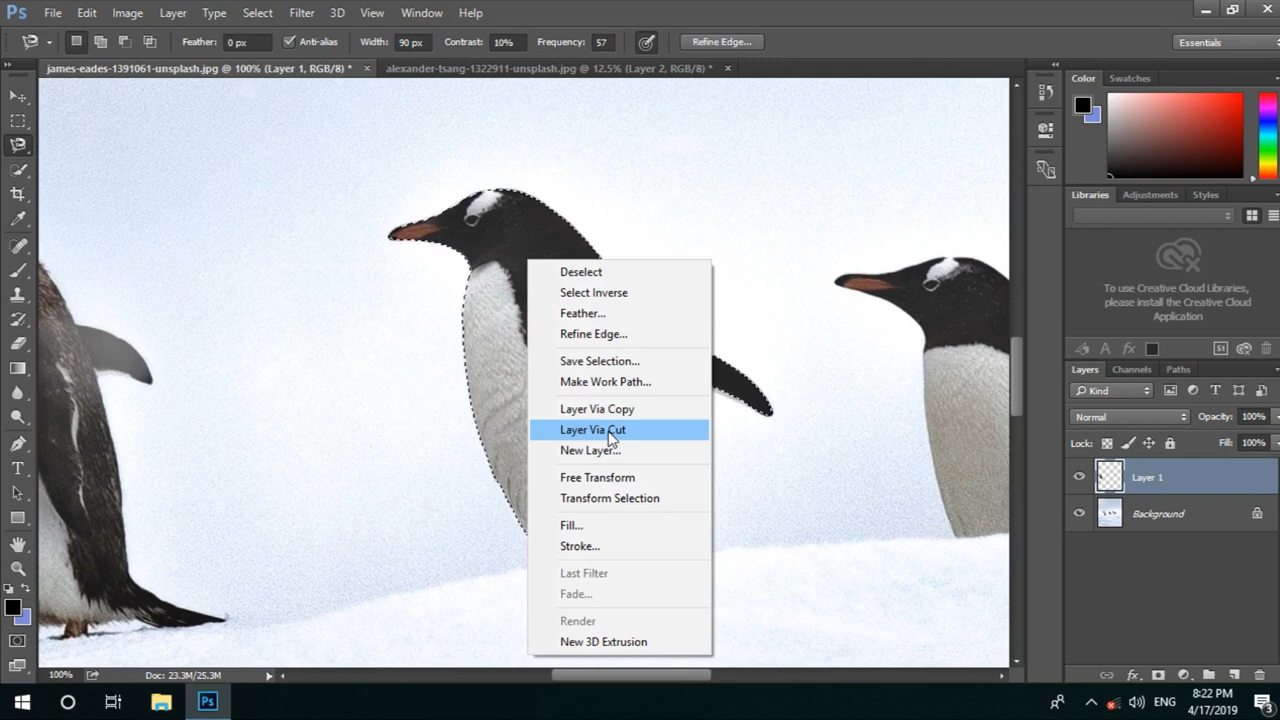 Ps File Edit Image Layer Type Select Filter 3D View Window Help
Feather: 0 px Anti-alias Width: 90 px Contrast: 10% Frequency: 57 Refine Edge... Essentials
james-eades-1391061-unsplash.jpg @ 100% (Layer 1, RGB/8) * × alexander-tsang-1322911-unsplash.jpg @ 12.5% (Layer 2, RGB/8) * ×
Color Swatches
Libraries Adjustments Styles
To use Creative Cloud Libraries,
please install the Creative Cloud
Application
St
Layers Channels Paths
Kind
Normal Opacity: 100%
Lock: Fill: 100%
Layer 1
Background
Deselect
Select Inverse
Feather...
Refine Edge...
Save Selection...
Make Work Path...
Layer Via Copy
Layer Via Cut
New Layer...
Free Transform
Transform Selection
Fill...
Stroke...
Last Filter
Fade...
Render
New 3D Extrusion
100% Doc: 23.3M/25.3M
Ps
ENG
8:22 PM
4/17/2019
3